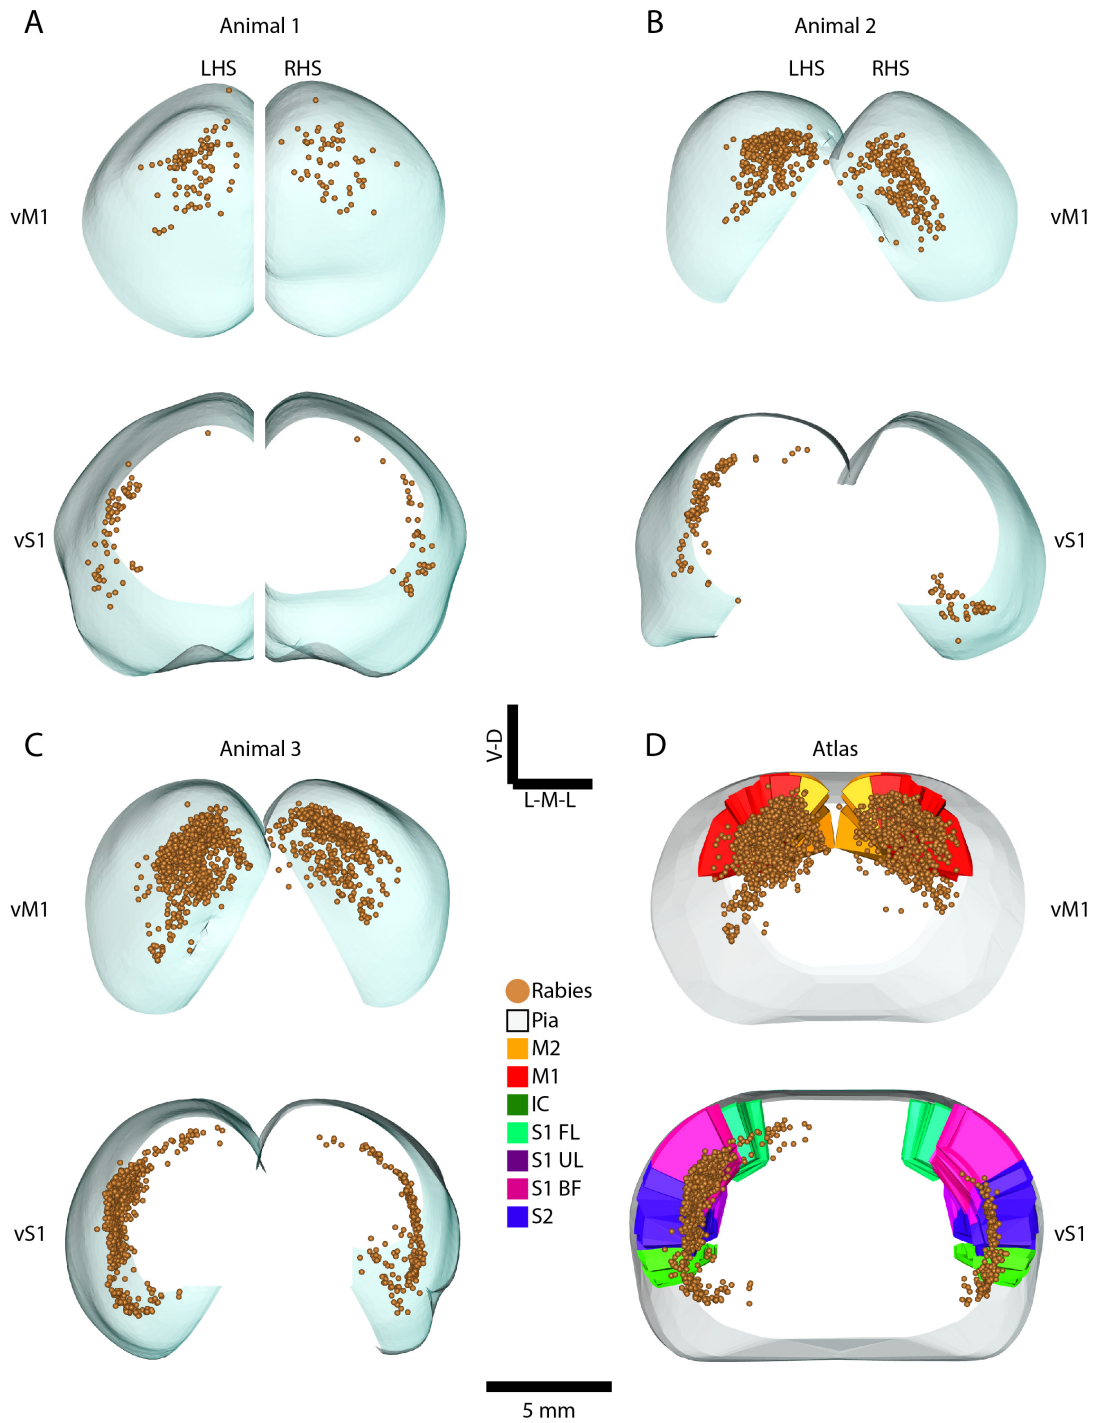 A
Animal 1
LHS RHS
vM1
vS1
B
Animal 2
LHS RHS
vM1
vS1
C
Animal 3
vM1
vS1
V-D
L-M-L
D
Atlas
vM1
vS1
Rabies
Pia
M2
M1
IC
S1 FL
S1 UL
S1 BF
S2
5 mm